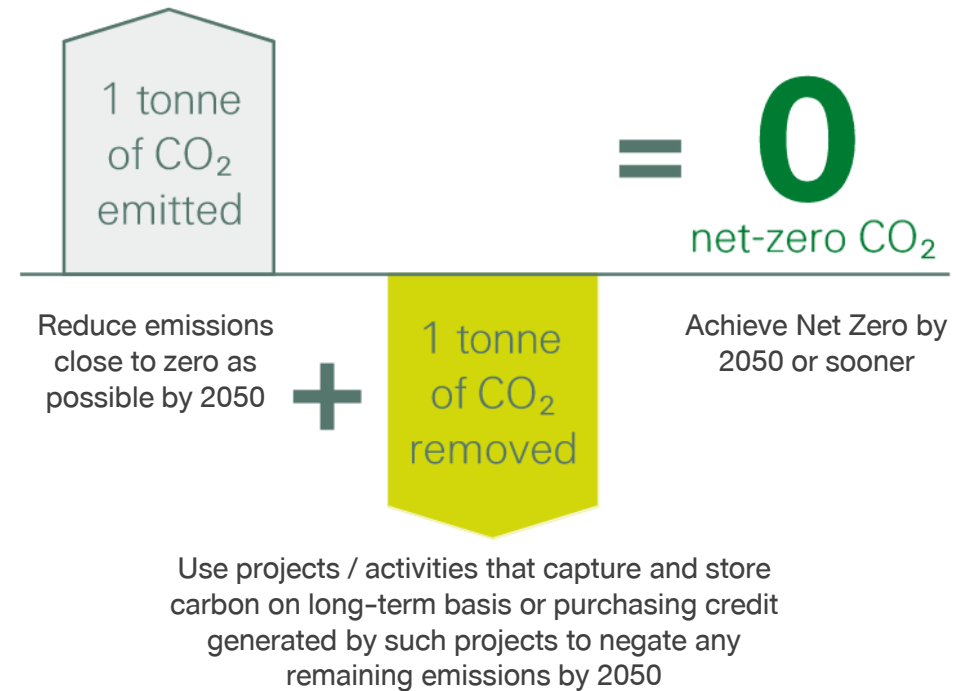 1 tonne
of CO₂
emitted
=
0
net-zero CO₂
Reduce emissions
close to zero as
possible by 2050
+
1 tonne
of CO₂
removed
Achieve Net Zero by
2050 or sooner
Use projects / activities that capture and store
carbon on long-term basis or purchasing credit
generated by such projects to negate any
remaining emissions by 2050